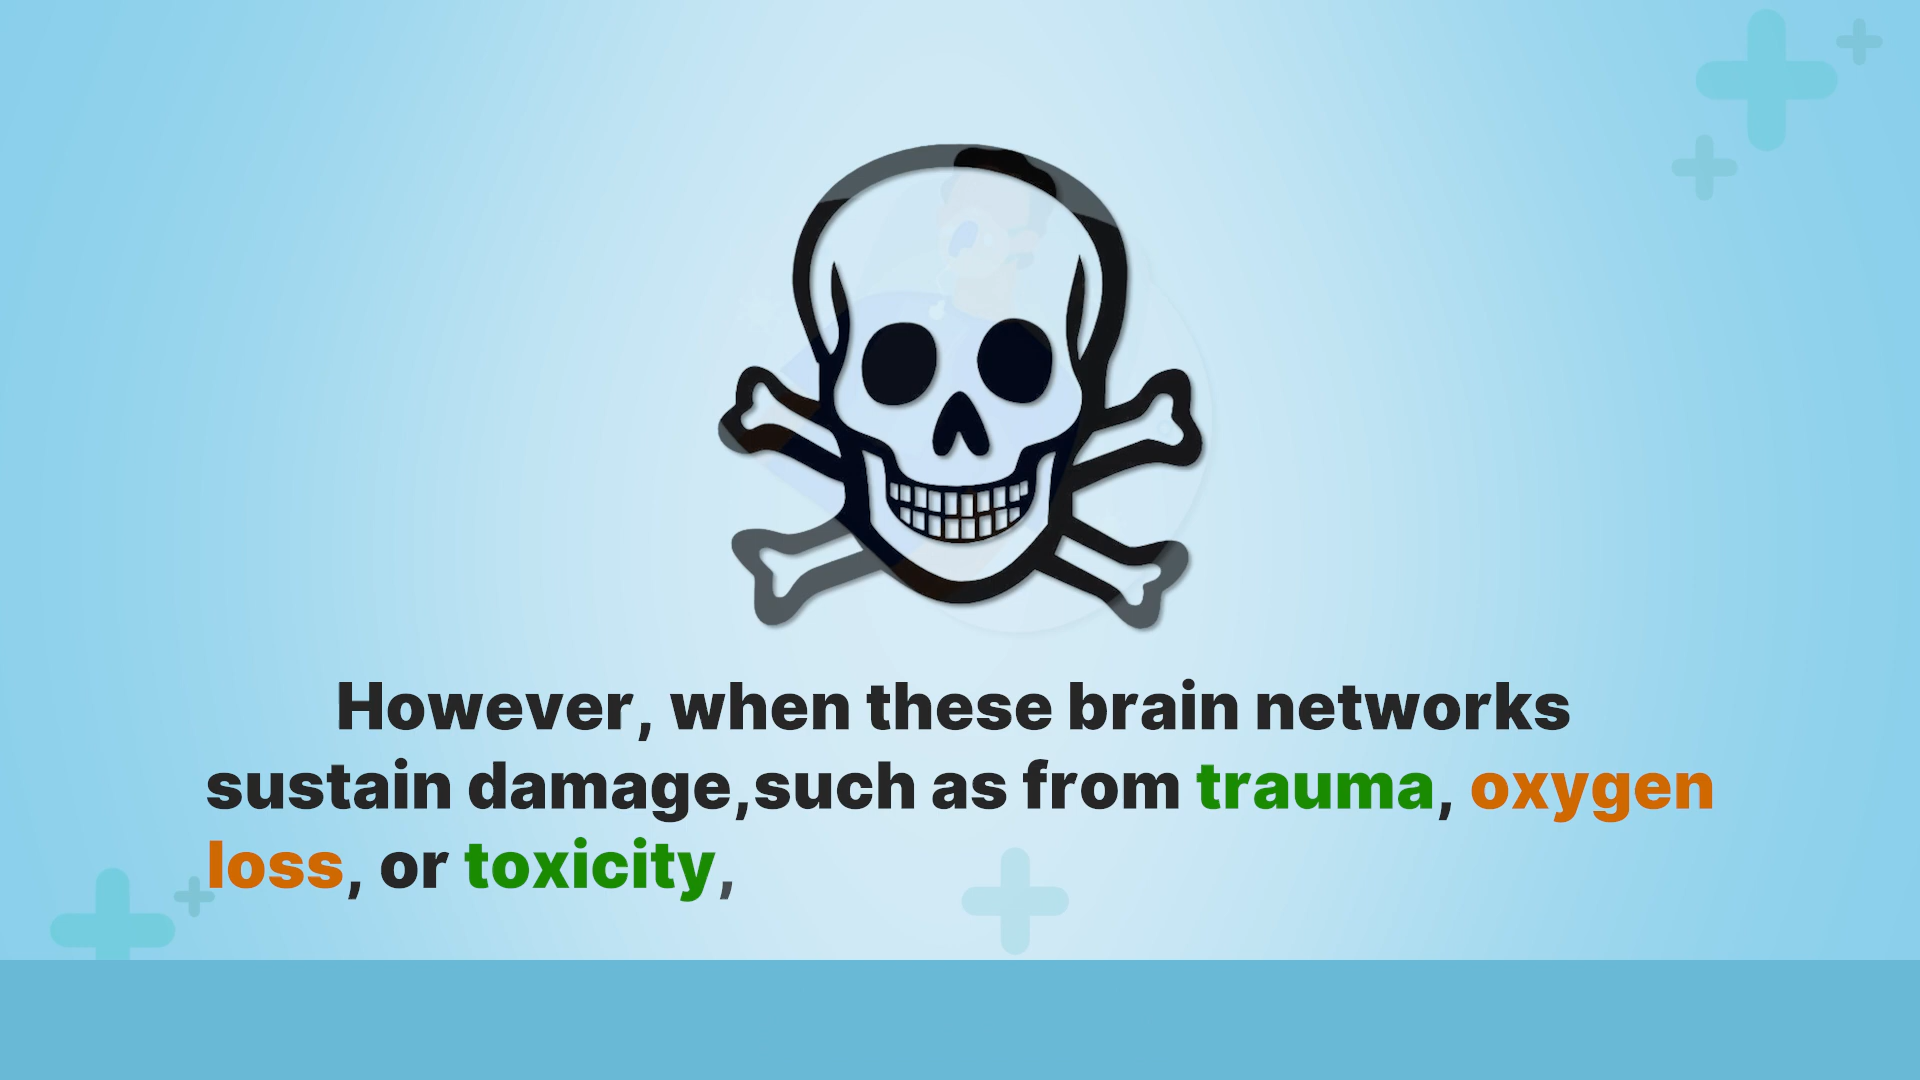 However, when these brain networks
sustain damage,such as from trauma, oxygen
loss, or toxicity,